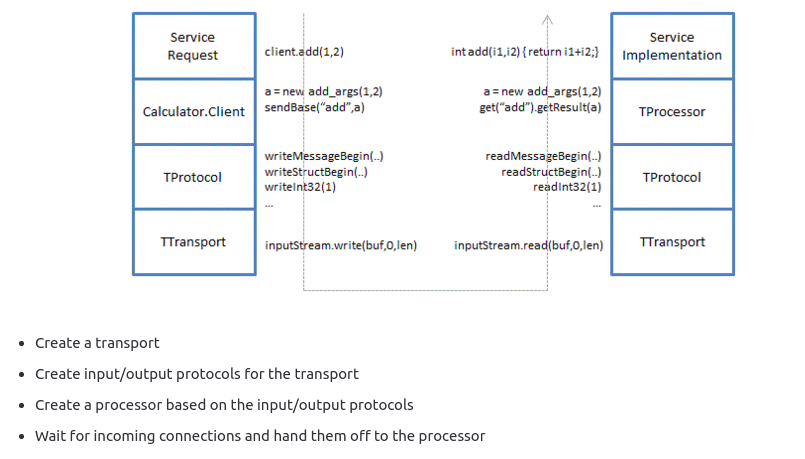 Service
Request
client.add(1,2)
int add(i1,i2) {return i1+i2;}
Service
Implementation
Calculator.Client
a = new add_args(1,2)
sendBase(“add”,a)
a = new add_args(1,2)
get(“add”).getResult(a)
TProcessor
TProtocol
writeMessageBegin(..)
writeStructBegin(..)
writeInt32(1)
...
readMessageBegin(..)
readStructBegin(..)
readInt32(1)
...
TProtocol
TTransport
inputStream.write(buf,0,len)
inputStream.read(buf,0,len)
TTransport
• Create a transport
• Create input/output protocols for the transport
• Create a processor based on the input/output protocols
• Wait for incoming connections and hand them off to the processor